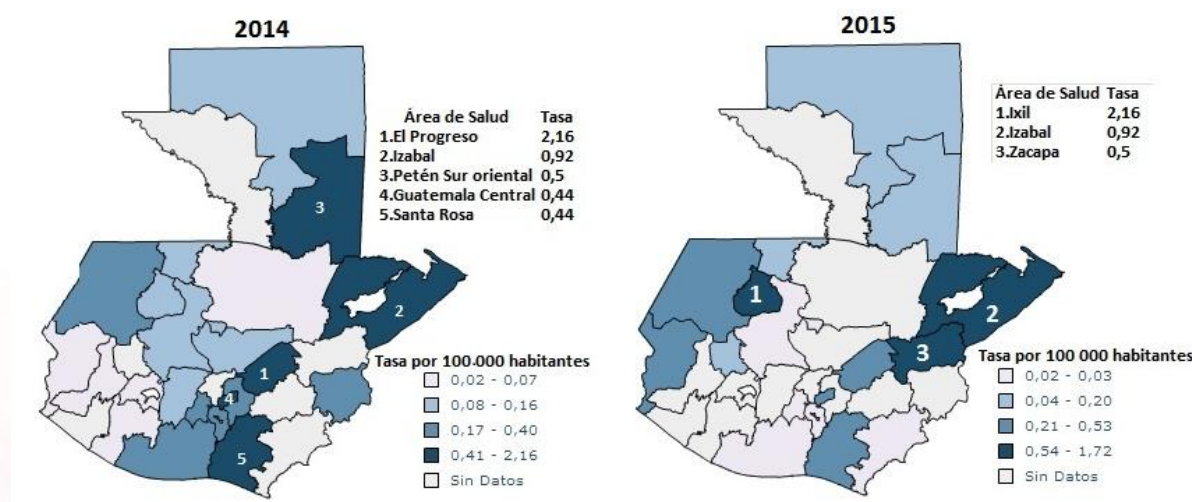 2014
Área de Salud Tasa
1.El Progreso 2,16
2.Izabal 0,92
3.Petén Sur oriental 0,5
4.Guatemala Central 0,44
5.Santa Rosa 0,44
3
2
1
4
5
Tasa por 100.000 habitantes
0,02 - 0,07
0,08 - 0,16
0,17 - 0,40
0,41 - 2,16
Sin Datos
2015
Área de Salud Tasa
1.Ixil 2,16
2.Izabal 0,92
3.Zacapa 0,5
1
2
3
Tasa por 100 000 habitantes
0,02 - 0,03
0,04 - 0,20
0,21 - 0,53
0,54 - 1,72
Sin Datos